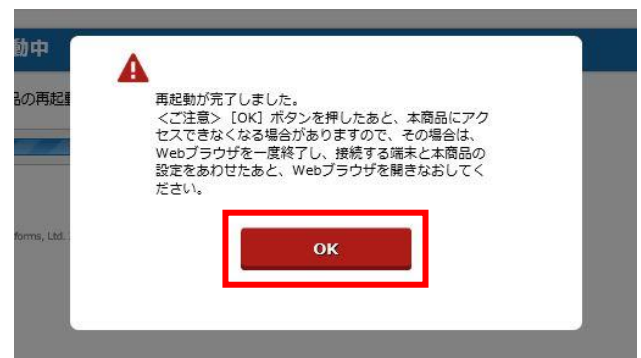 動中
品の再起動
再起動が完了しました。
<ご注意> [OK] ボタンを押したあと、本商品にアク
セスできなくなる場合がありますので、その場合は、
Webブラウザを一度終了し、接続する端末と本商品の
設定をあわせたあと、Webブラウザを開きなおしてく
ださい。
forms, Ltd.
OK